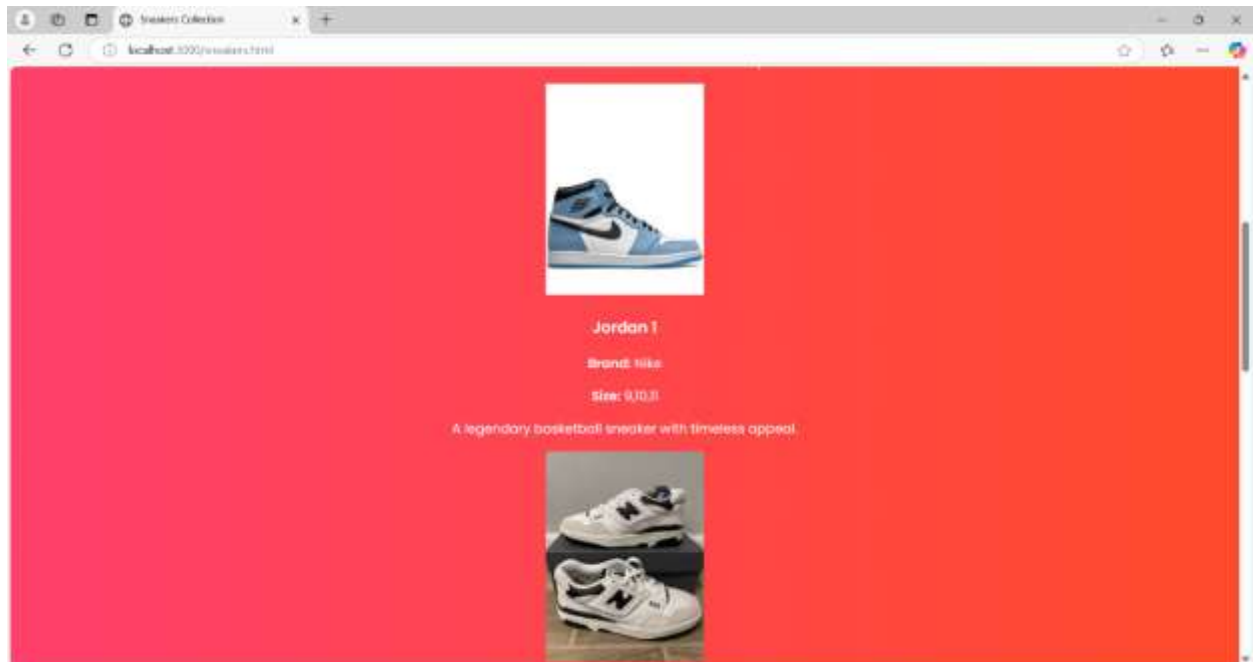 Sneakers Collection
localhost:3000/sneakers.html
Jordan 1
Brand: Nike
Size: 9,10,11
A legendary basketball sneaker with timeless appeal.
N
N